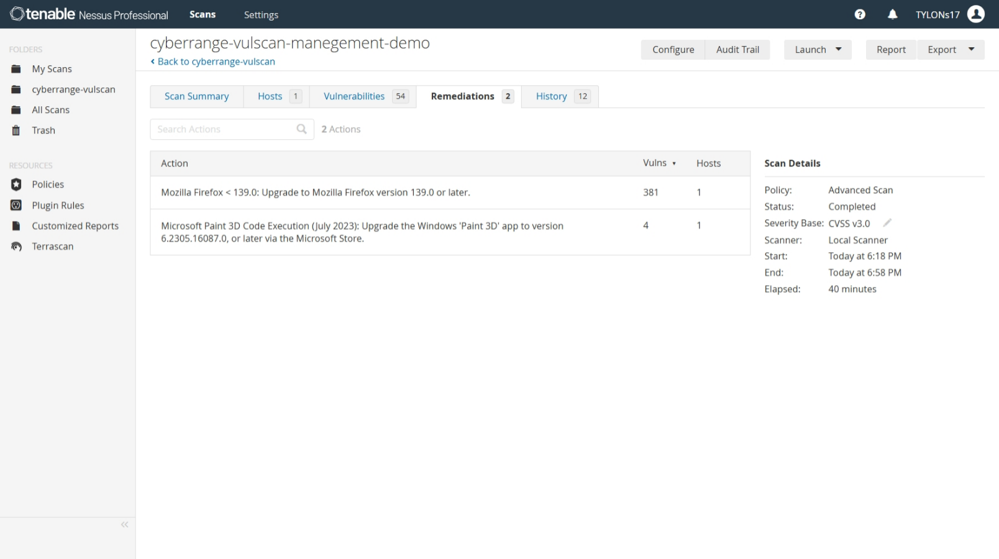 tenable Nessus Professional Scans Settings TYLONs17
FOLDERS
My Scans
cyberrange-vulscan
All Scans
Trash
RESOURCES
Policies
Plugin Rules
Customized Reports
Terrascan
cyberrange-vulscan-manegement-demo
‹ Back to cyberrange-vulscan
Configure Audit Trail Launch Report Export
Scan Summary Hosts 1 Vulnerabilities 54 Remediations 2 History 12
Search Actions 2 Actions
Action Vulns Hosts
Mozilla Firefox < 139.0: Upgrade to Mozilla Firefox version 139.0 or later. 381 1
Microsoft Paint 3D Code Execution (July 2023): Upgrade the Windows 'Paint 3D' app to version 4 1
6.2305.16087.0, or later via the Microsoft Store.
Scan Details
Policy: Advanced Scan
Status: Completed
Severity Base: CVSS v3.0
Scanner: Local Scanner
Start: Today at 6:18 PM
End: Today at 6:58 PM
Elapsed: 40 minutes